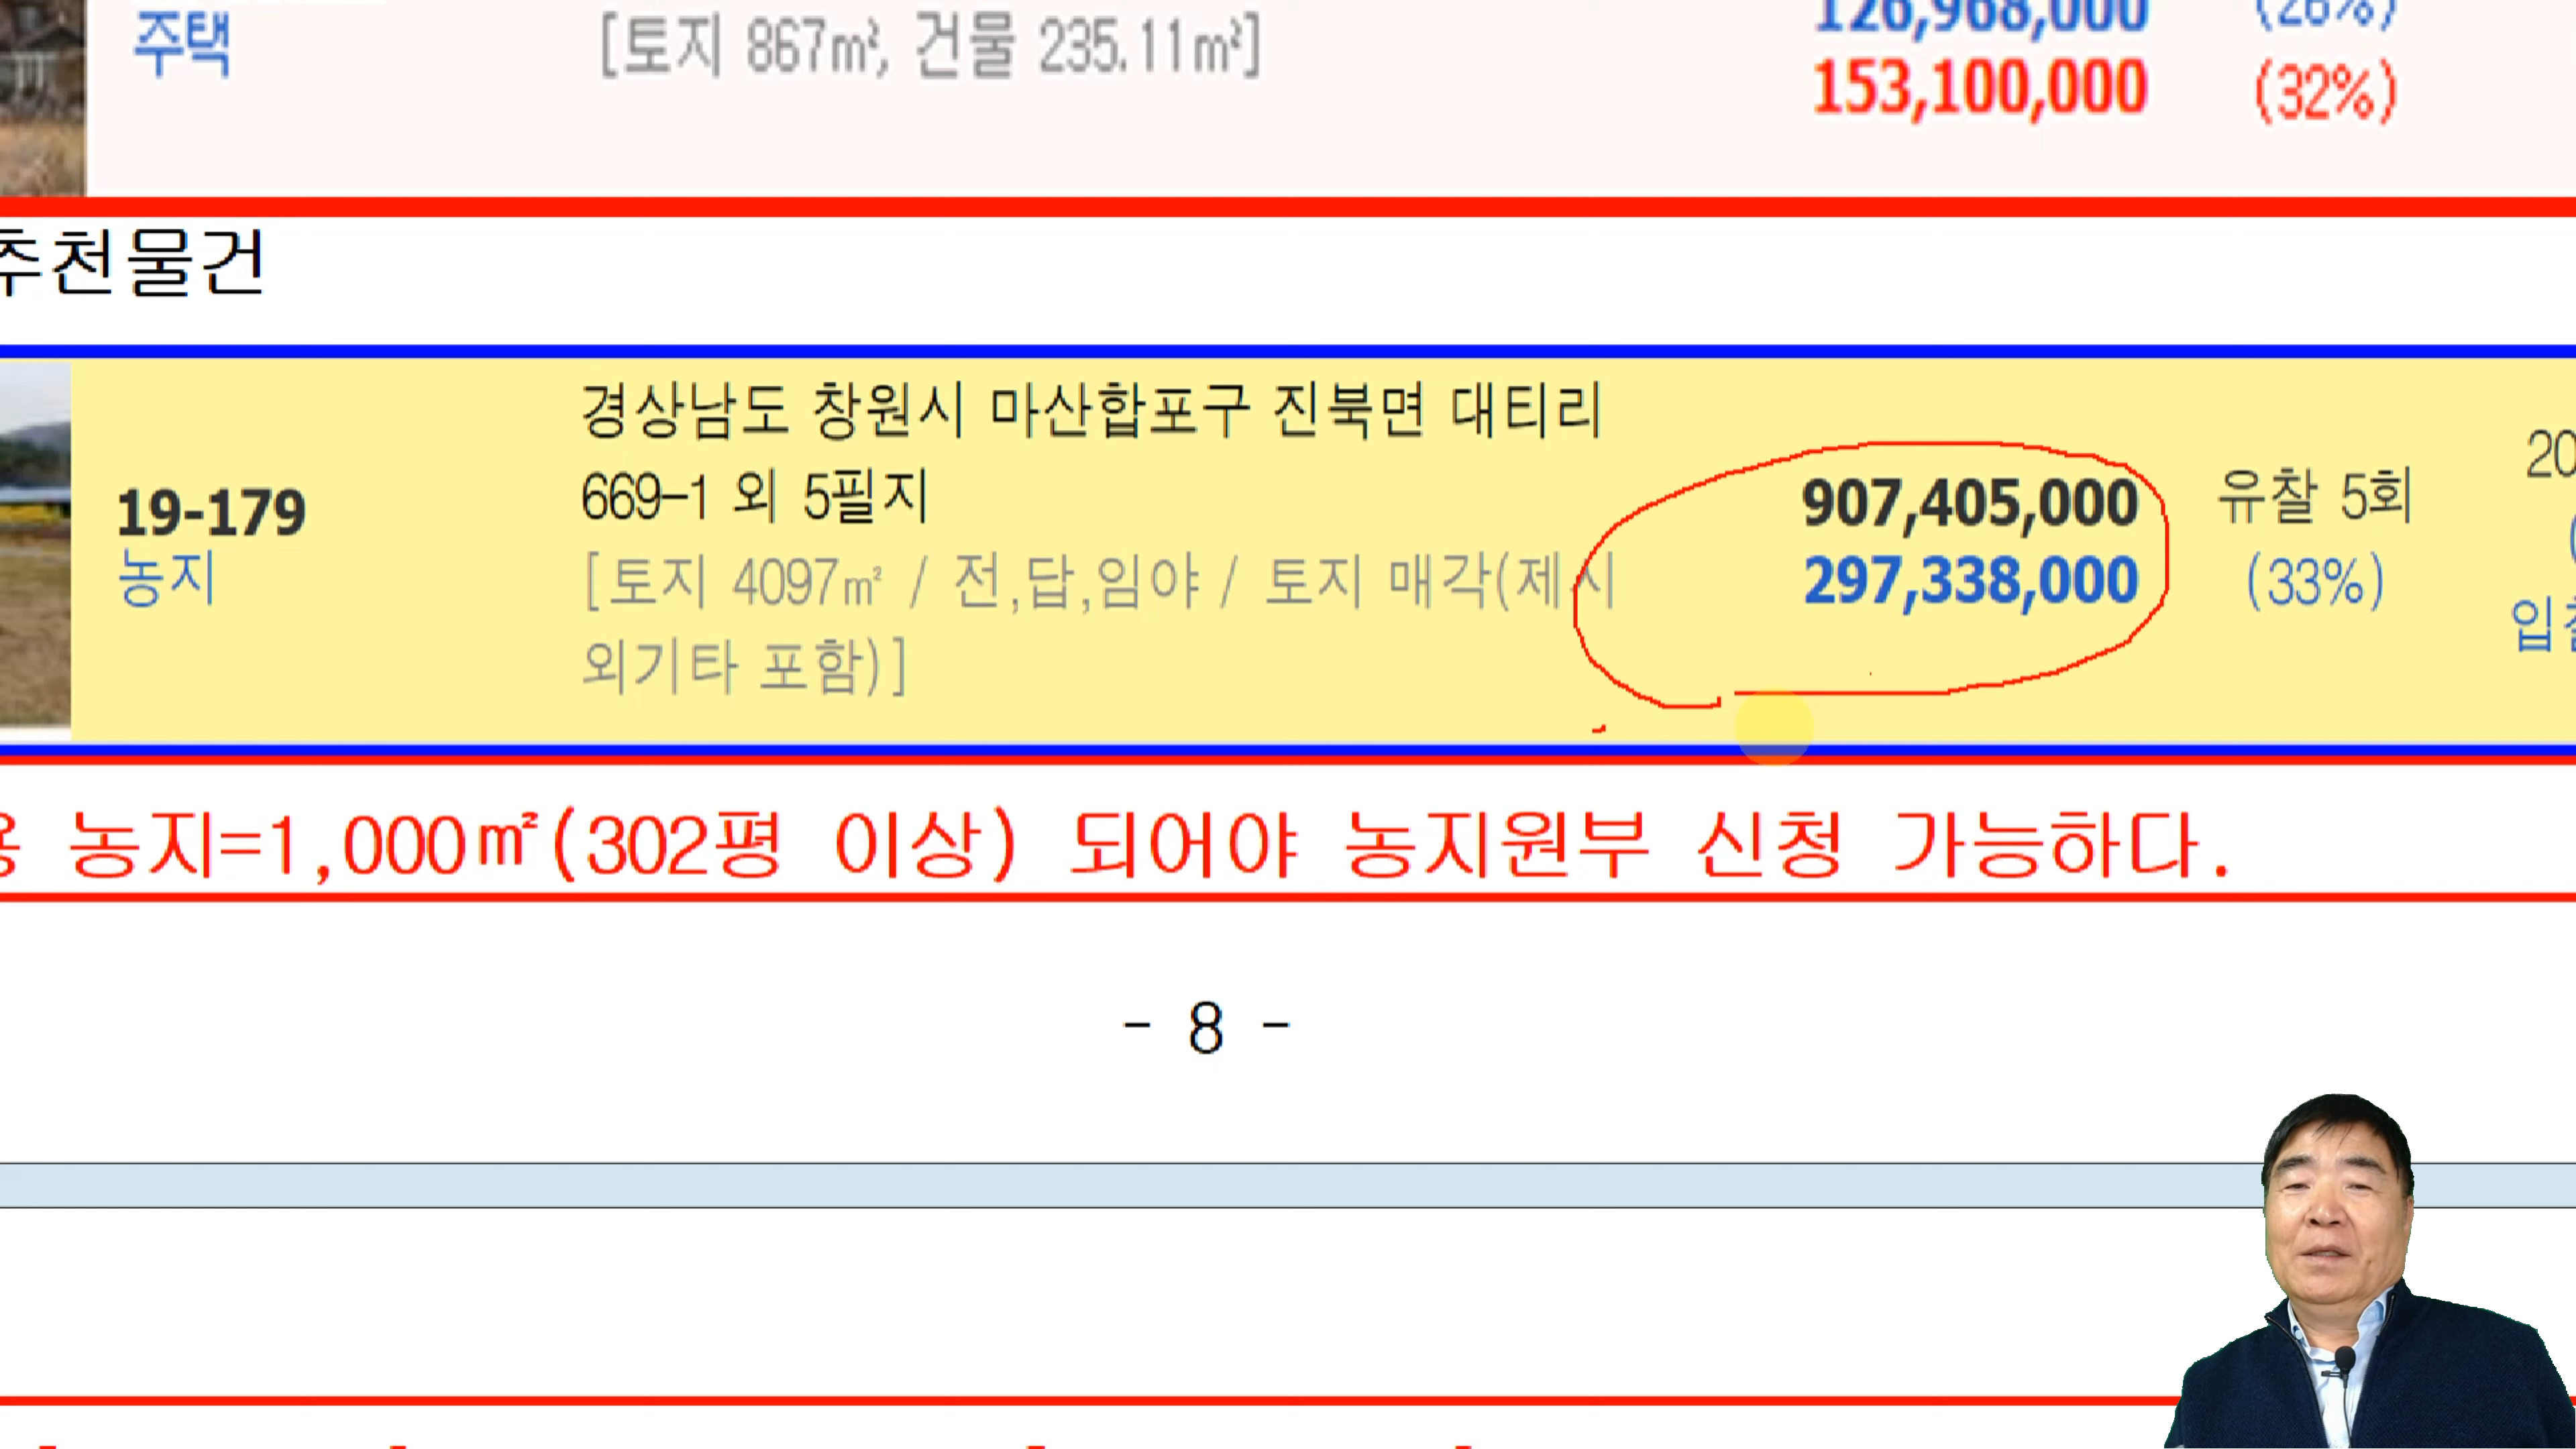 126,968,000 (26%)
주택 [토지 867㎡, 건물 235.11㎡]
153,100,000 (32%)
추천물건
경상남도 창원시 마산합포구 진북면 대티리
669-1 외 5필지
19-179 907,405,000 유찰 5회 20
농지 [토지 4097㎡ / 전,답,임야 / 토지 매각(제시 297,338,000 (33%)
외기타 포함)]
농지=1,000㎡(302평 이상) 되어야 농지원부 신청 가능하다.
- 8 -